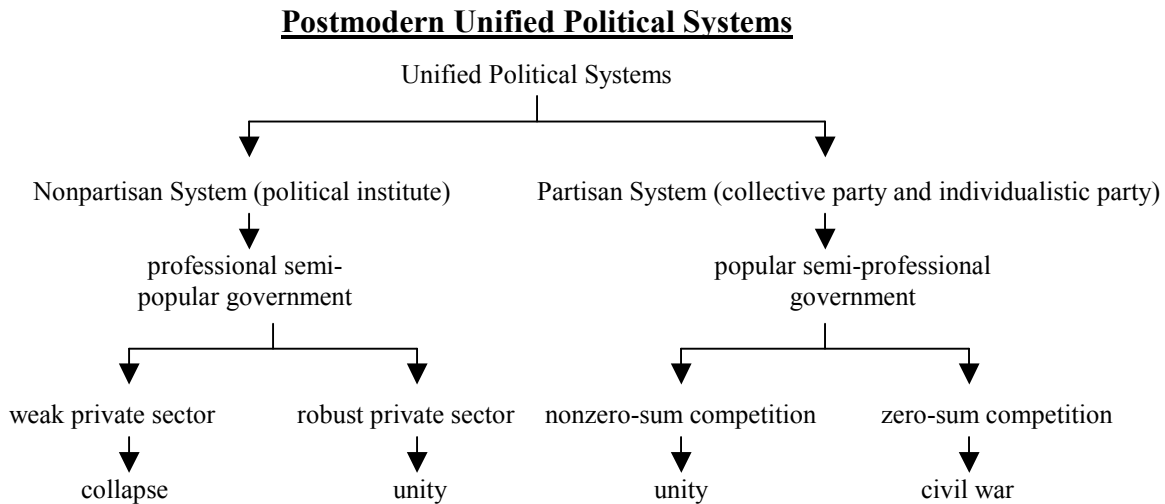 Postmodern Unified Political Systems
Unified Political Systems
Nonpartisan System (political institute)
Partisan System (collective party and individualistic party)
professional semi-
popular government
popular semi-professional
government
weak private sector
robust private sector
nonzero-sum competition
zero-sum competition
collapse
unity
unity
civil war